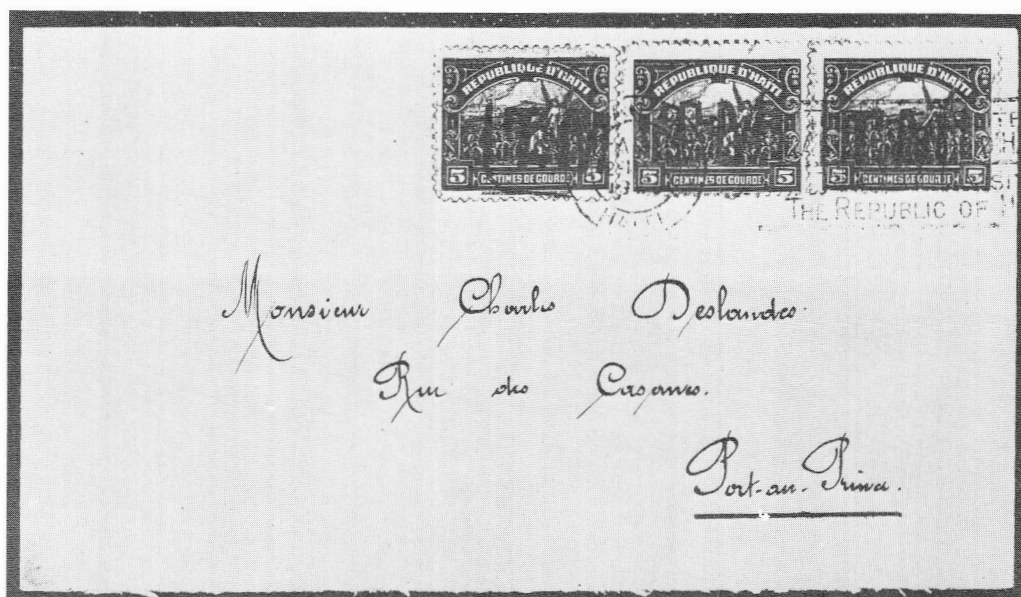 REPUBLIQUE D'HAITI
5 CENTIMES DE GOURDE 5
REPUBLIQUE D'HAITI
5 CENTIMES DE GOURDE 5
REPUBLIQUE D'HAITI
5 CENTIMES DE GOURDE 5
HAITI
THE REPUBLIC OF H
Monsieur Charles Deslandes.
Rue des Casernes.
Port-au-Prince.